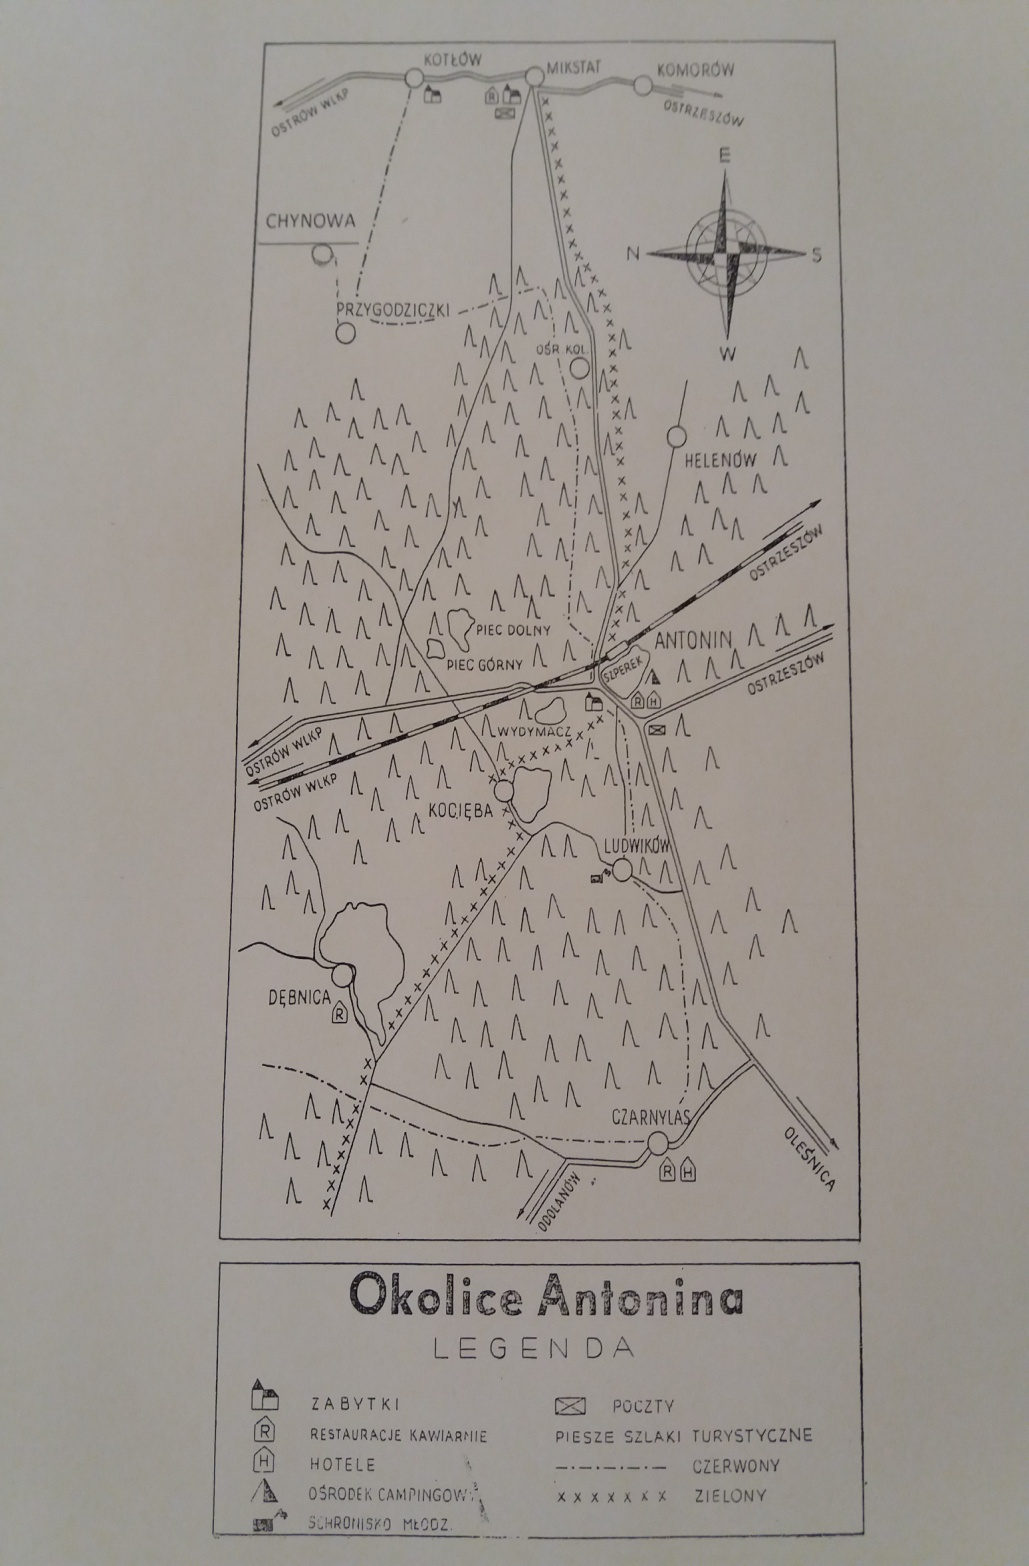 KOTŁÓW
MIKSTAT
KOMORÓW
OSTRÓW WLKP
R
OSTRZESZÓW
E
CHYNOWA
N
S
PRZYGODZICZKI
W
OŚR. KOL.
HELENÓW
OSTRZESZÓW
PIEC DOLNY
ANTONIN
PIEC GÓRNY
SZPEREK
OSTRZESZÓW
R H
WYDYMACZ
OSTRÓW WLKP
OSTRÓW WLKP
KOCIĘBA
LUDWIKÓW
DĘBNICA
R
CZARNYLAS
R H
OLEŚNICA
ODOLANÓW
Okolice Antonina
LEGENDA
ZABYTKI
POCZTY
R RESTAURACJE KAWIARNIE
PIESZE SZLAKI TURYSTYCZNE
H HOTELE
CZERWONY
OŚRODEK CAMPINGOWY
x x x x x x x ZIELONY
SCHRONISKO MŁODZ.